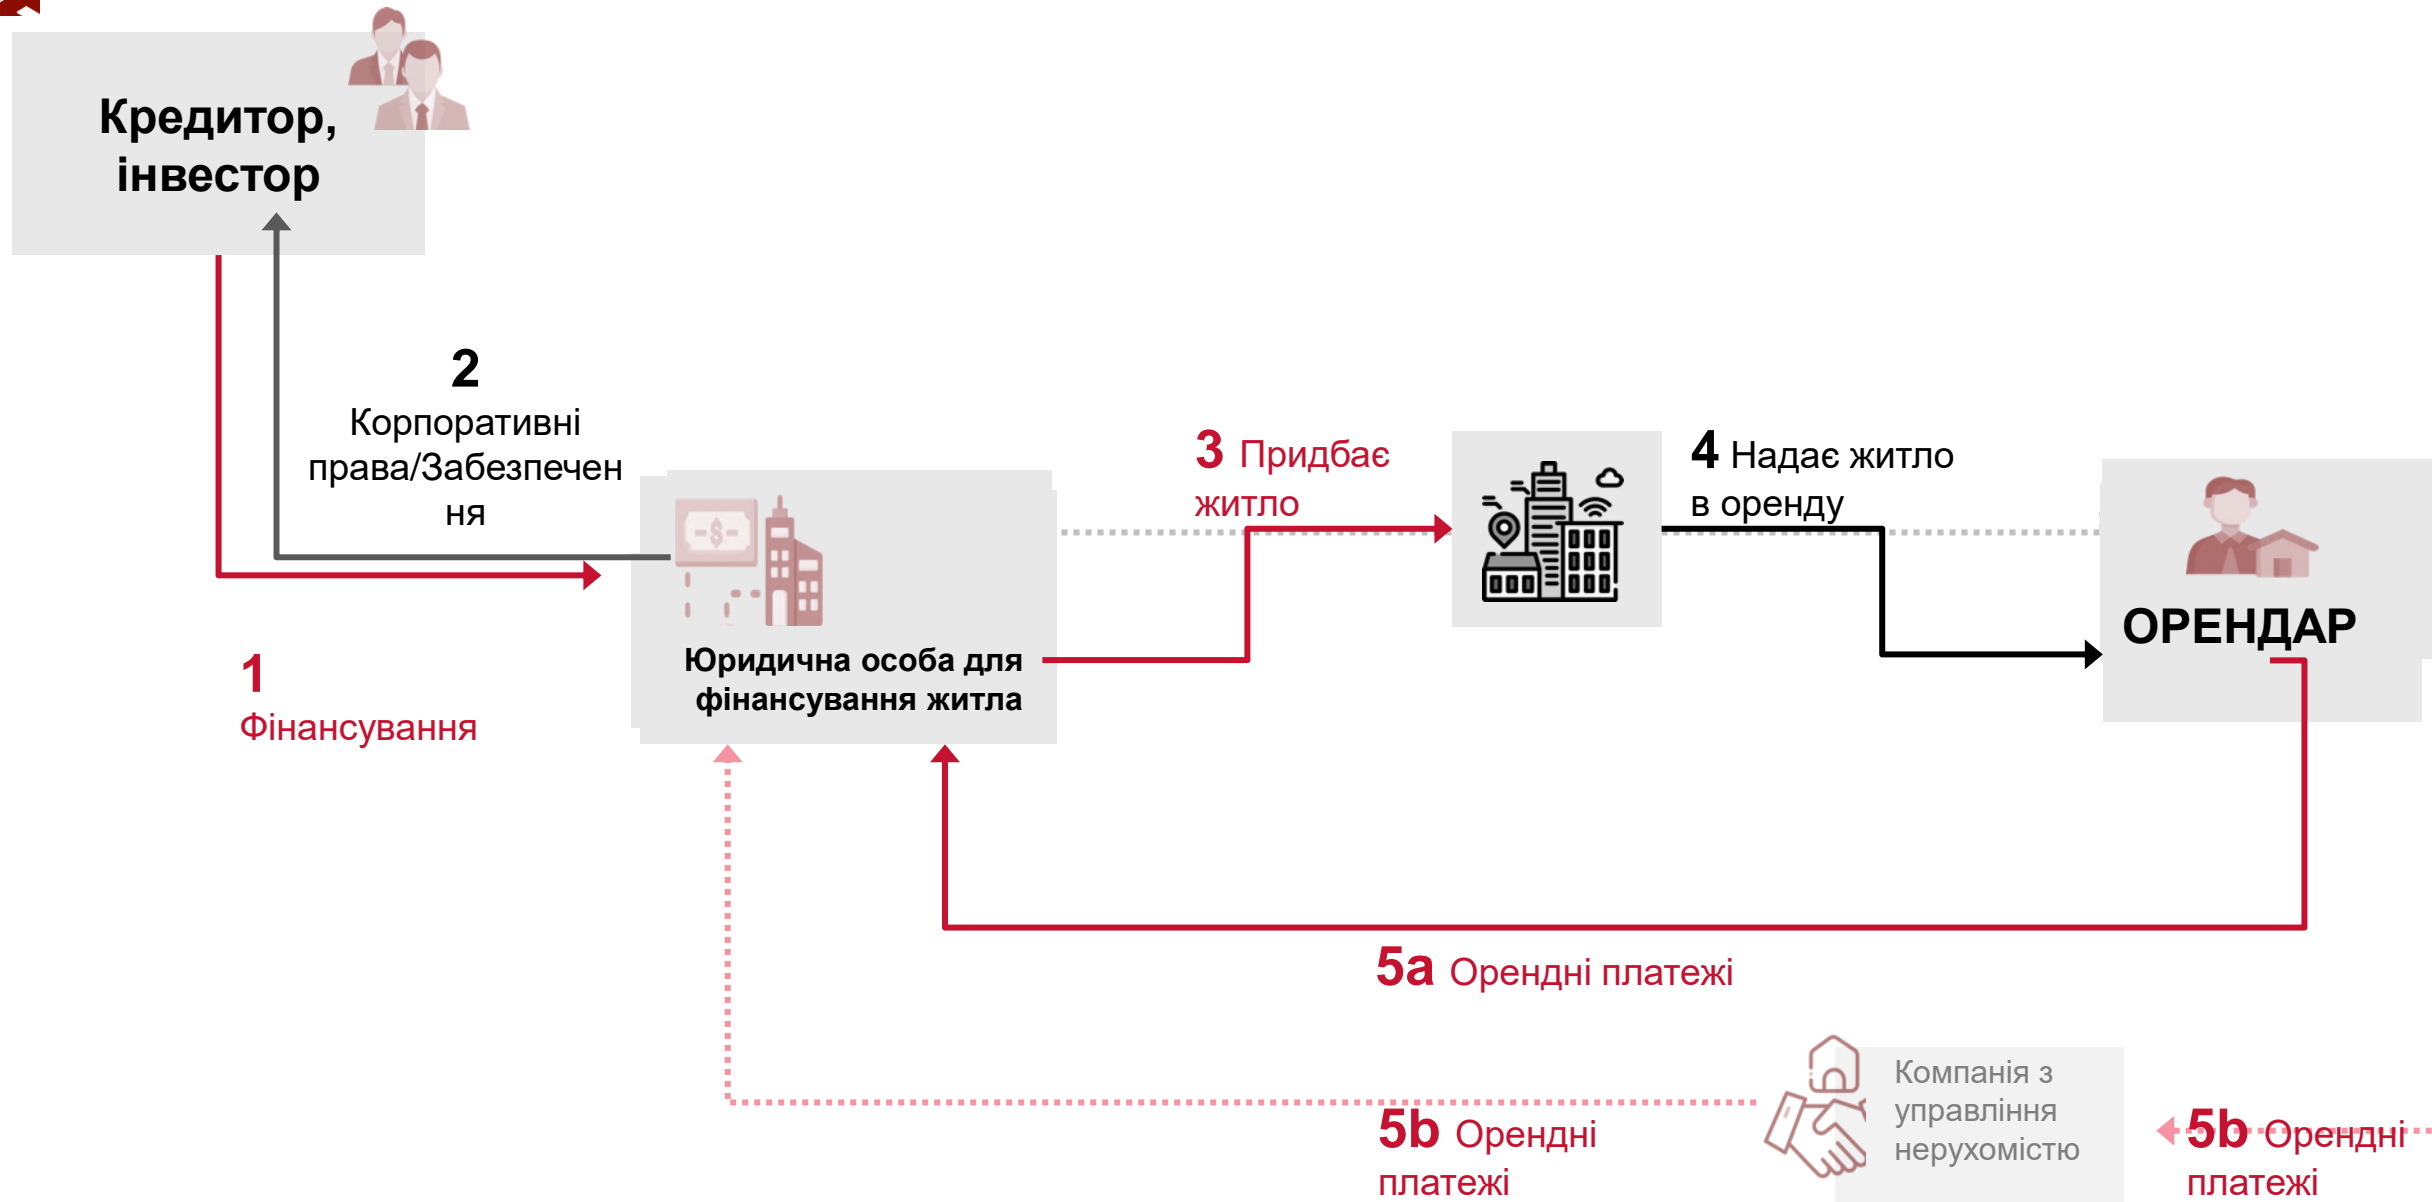 Кредитор,
інвестор
2
Корпоративні
права/Забезпечен
ня
1
Фінансування
Юридична особа для
фінансування житла
3 Придбає
житло
4 Надає житло
в оренду
ОРЕНДАР
5a Орендні платежі
5b Орендні
платежі
Компанія з
управління
нерухомістю
5b Орендні
платежі